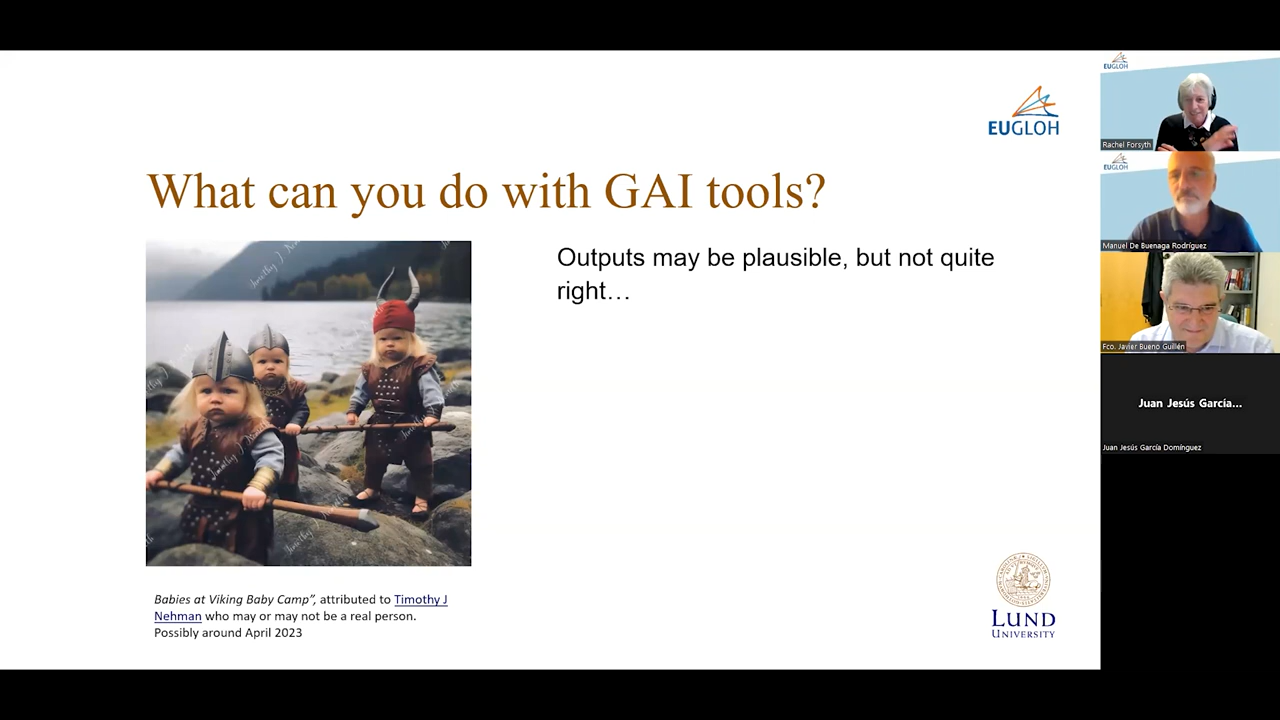 EUGLOH
What can you do with GAI tools?
Outputs may be plausible, but not quite
right…
Babies at Viking Baby Camp”, attributed to Timothy J
Nehman who may or may not be a real person.
Possibly around April 2023
LUND
UNIVERSITY
EUGLOH
Rachel Forsyth
EUGLOH
Manuel De Buenaga Rodríguez
Fco. Javier Bueno Guillén
Juan Jesús García...
Juan Jesús García Domínguez